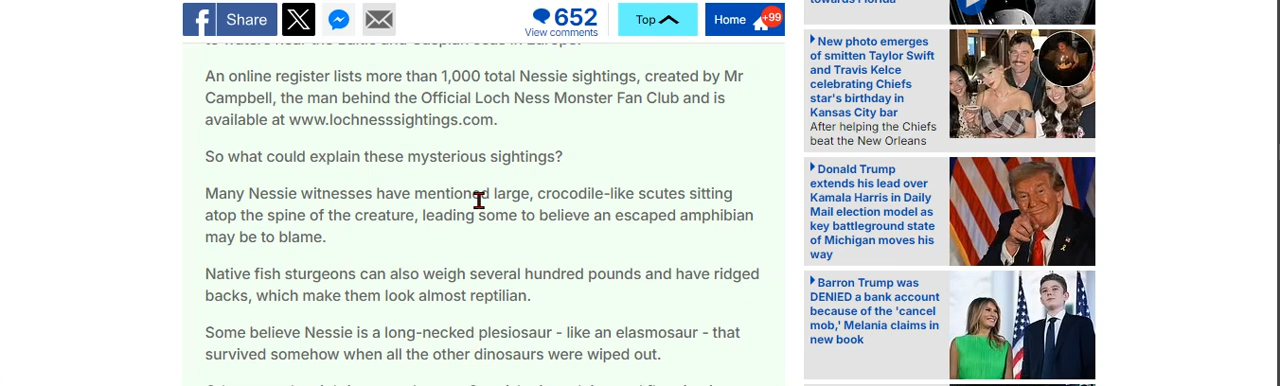 Share
652
View comments
Top
Home
+99
An online register lists more than 1,000 total Nessie sightings, created by Mr
Campbell, the man behind the Official Loch Ness Monster Fan Club and is
available at www.lochnesssightings.com.
So what could explain these mysterious sightings?
Many Nessie witnesses have mentioned large, crocodile-like scutes sitting
atop the spine of the creature, leading some to believe an escaped amphibian
may be to blame.
Native fish sturgeons can also weigh several hundred pounds and have ridged
backs, which make them look almost reptilian.
Some believe Nessie is a long-necked plesiosaur - like an elasmosaur - that
survived somehow when all the other dinosaurs were wiped out.
towards Florida
New photo emerges
of smitten Taylor Swift
and Travis Kelce
celebrating Chiefs
star's birthday in
Kansas City bar
After helping the Chiefs
beat the New Orleans
Donald Trump
extends his lead over
Kamala Harris in Daily
Mail election model as
key battleground state
of Michigan moves his
way
Barron Trump was
DENIED a bank account
because of the 'cancel
mob,' Melania claims in
new book